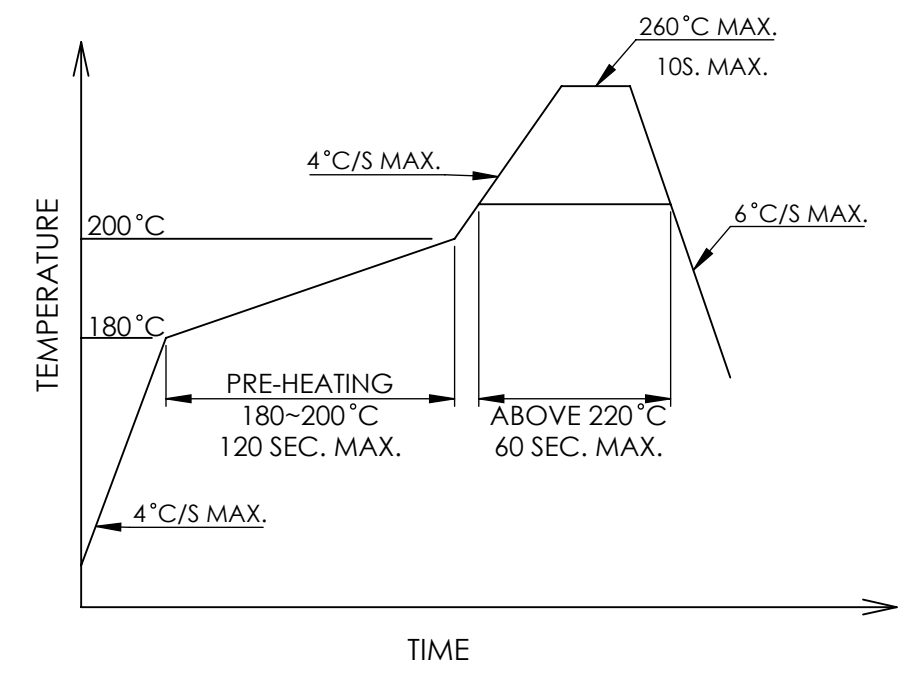 260°C MAX.
10S. MAX.
4°C/S MAX.
6°C/S MAX.
200°C
180°C
TEMPERATURE
PRE-HEATING
180~200°C
120 SEC. MAX.
ABOVE 220°C
60 SEC. MAX.
4°C/S MAX.
TIME